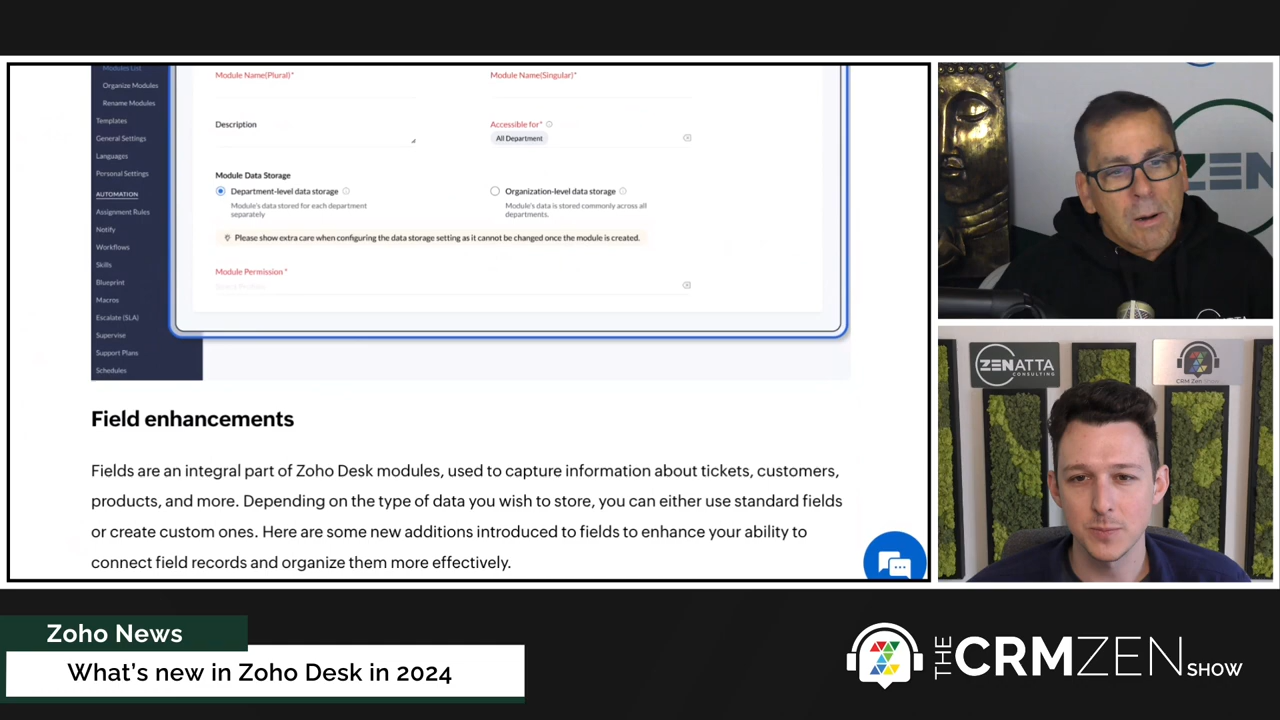 Modules List
Organize Modules
Rename Modules
Templates
General Settings
Languages
Personal Settings
AUTOMATION
Assignment Rules
Notify
Workflows
Skills
Blueprint
Macros
Escalate (SLA)
Supervise
Support Plans
Schedules
Module Name(Plural)*
Module Name(Singular)*
Description
Accessible for*
All Department
Module Data Storage
Department-level data storage
Module's data stored for each department
separately
Organization-level data storage
Module's data is stored commonly across all
departments.
Please show extra care when configuring the data storage setting as it cannot be changed once the module is created.
Module Permission *
Field enhancements
Fields are an integral part of Zoho Desk modules, used to capture information about tickets, customers,
products, and more. Depending on the type of data you wish to store, you can either use standard fields
or create custom ones. Here are some new additions introduced to fields to enhance your ability to
connect field records and organize them more effectively.
ZENATTA
CONSULTING
CRM Zen Show
Zoho News
What's new in Zoho Desk in 2024
THE CRMZEN SHOW